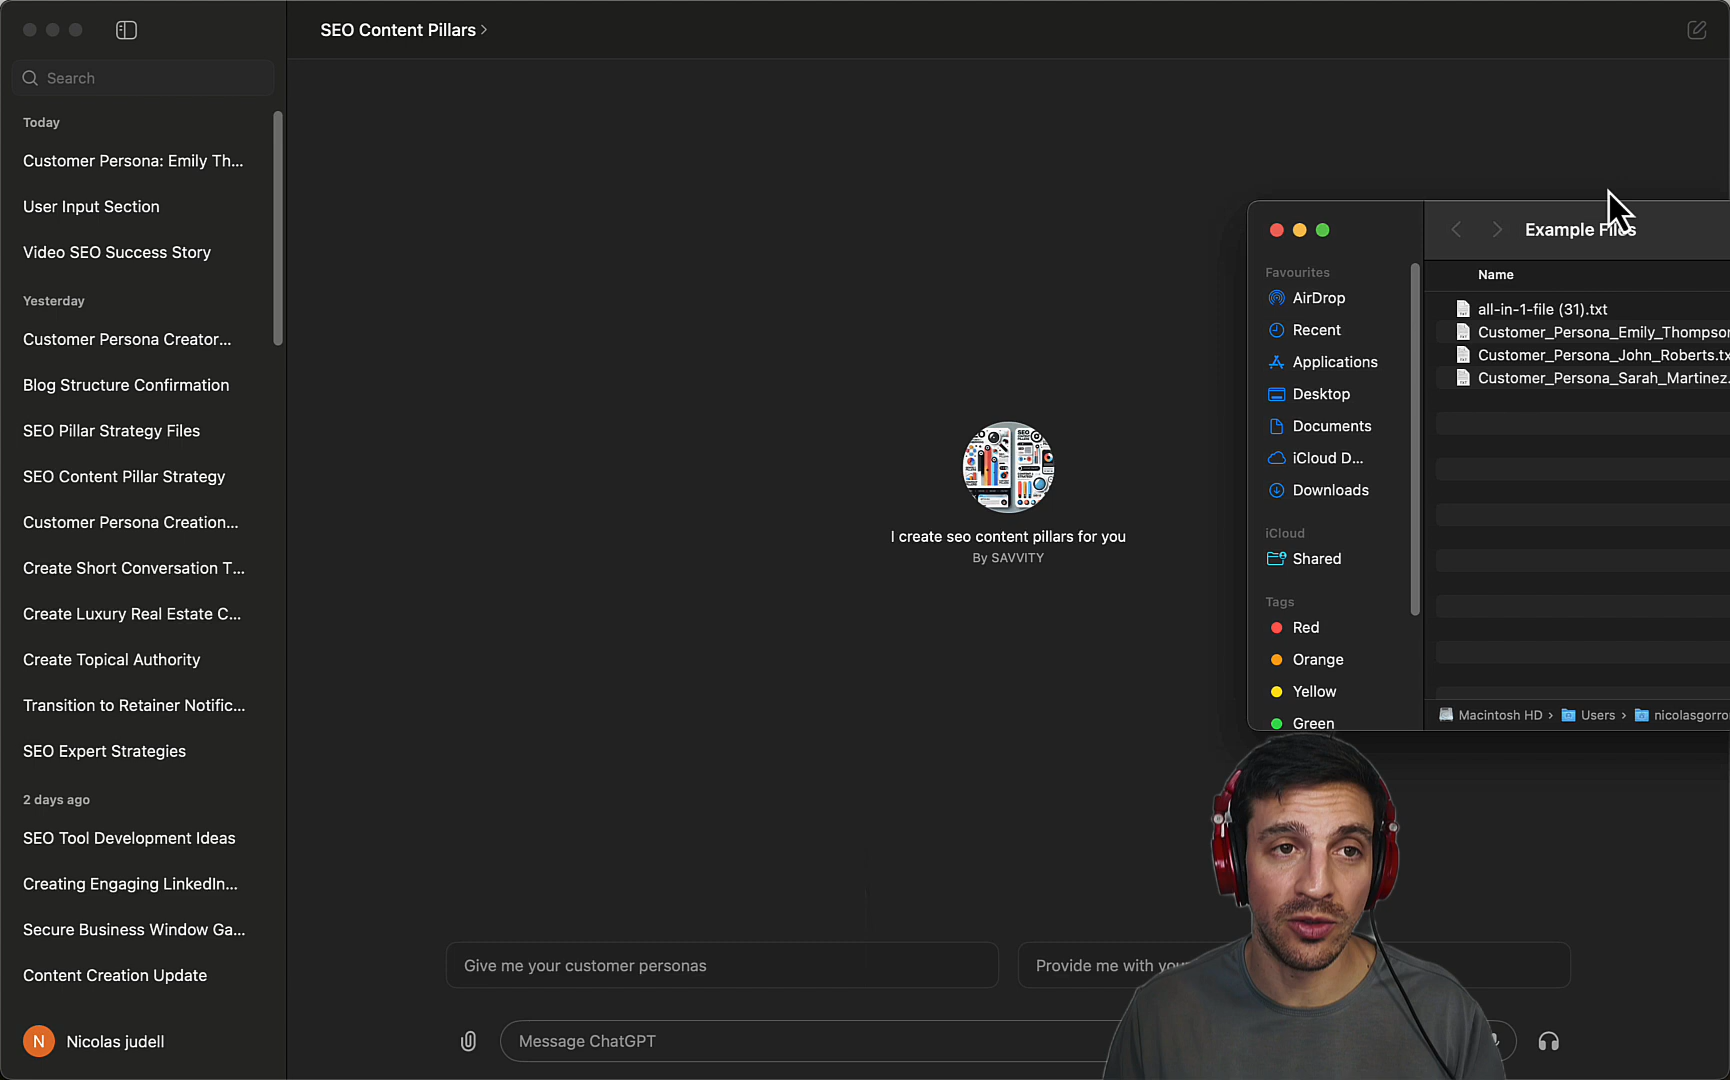 SEO Content Pillars
Search
Today
Customer Persona: Emily Th...
User Input Section
Video SEO Success Story
Yesterday
Customer Persona Creator...
Blog Structure Confirmation
SEO Pillar Strategy Files
SEO Content Pillar Strategy
Customer Persona Creation...
Create Short Conversation T...
Create Luxury Real Estate C...
Create Topical Authority
Transition to Retainer Notific...
SEO Expert Strategies
2 days ago
SEO Tool Development Ideas
Creating Engaging LinkedIn...
Secure Business Window Ga...
Content Creation Update
N
Nicolas judell
I create seo content pillars for you
By SAVVITY
Give me your customer personas
Provide me with you
Message ChatGPT
Example Files
Favourites
AirDrop
Recent
Applications
Desktop
Documents
iCloud D...
Downloads
iCloud
Shared
Tags
Red
Orange
Yellow
Green
Name
all-in-1-file (31).txt
Customer_Persona_Emily_Thompson
Customer_Persona_John_Roberts.tx
Customer_Persona_Sarah_Martinez.
Macintosh HD › Users › nicolasgorro